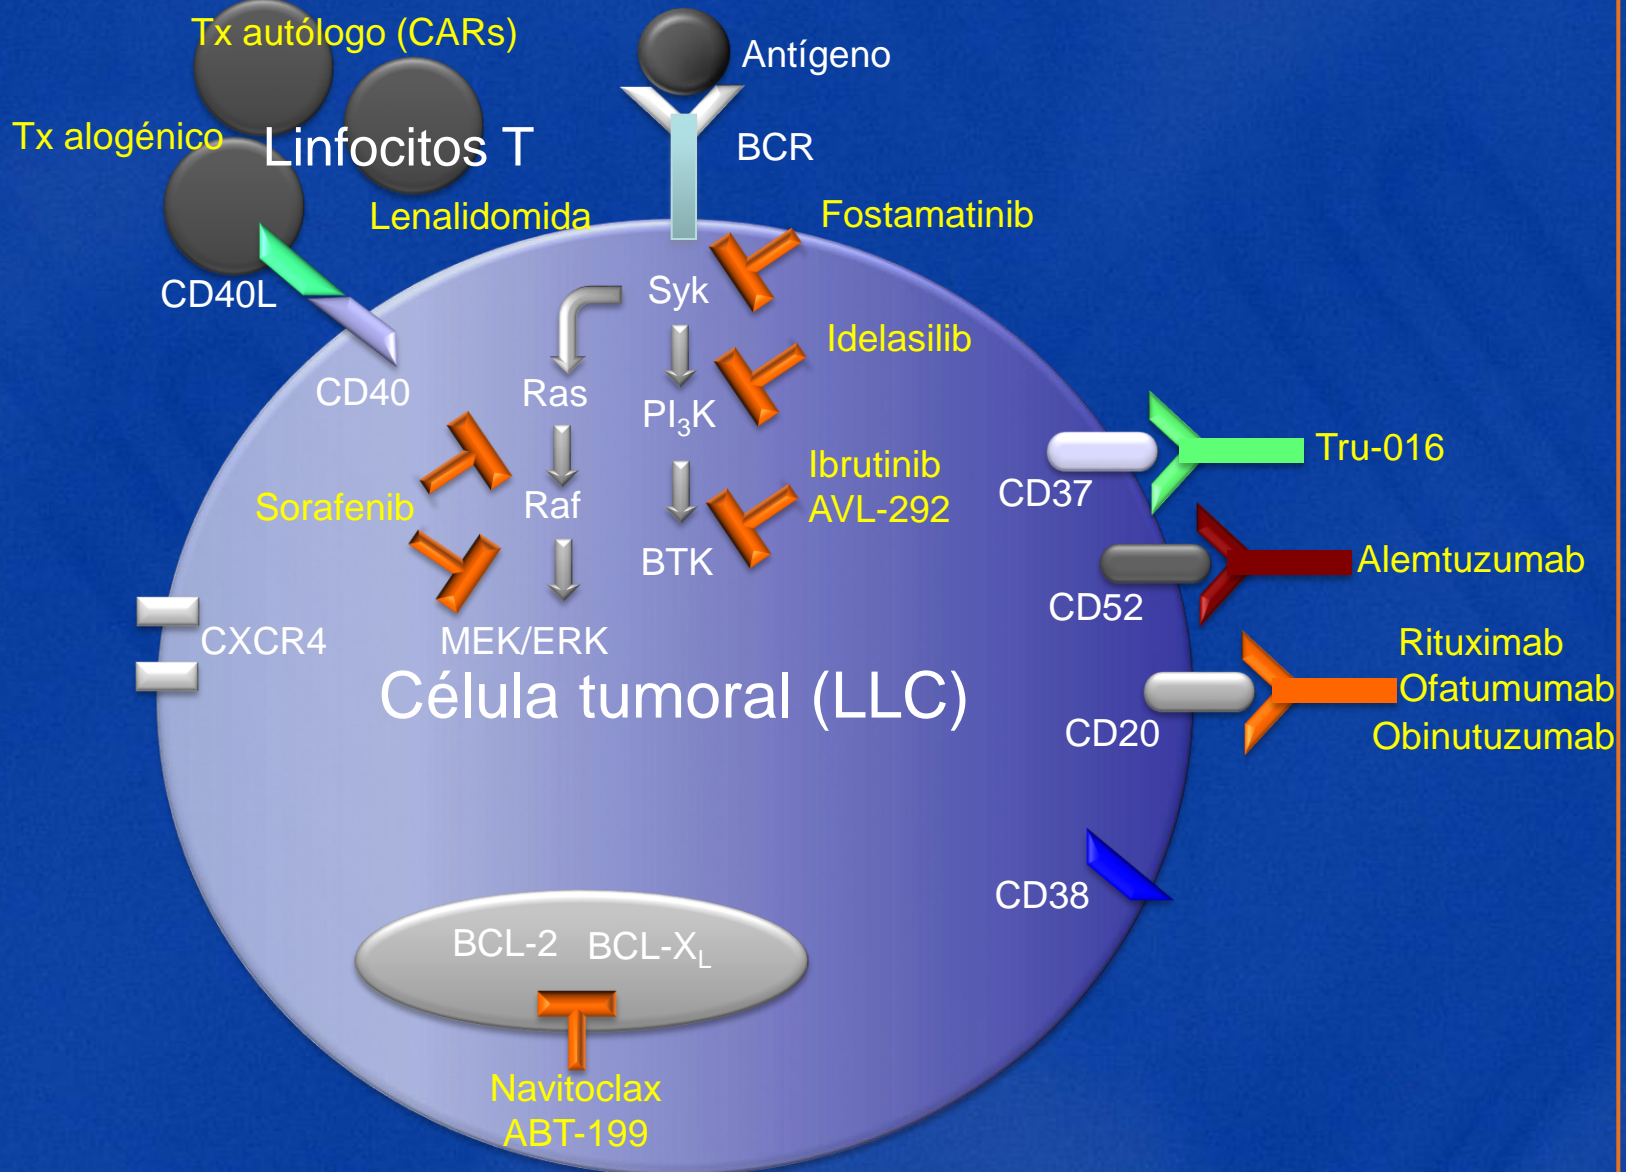 Tx autólogo (CARs)
Antígeno
Tx alogénico
Linfocitos T
BCR
Lenalidomida
Fostamatinib
CD40L
Syk
Idelasilib
CD40
Ras
PI₃K
Tru-016
Ibrutinib
AVL-292
CD37
Sorafenib
Raf
BTK
Alemtuzumab
CD52
CXCR4
MEK/ERK
Rituximab
Ofatumumab
Obinutuzumab
Célula tumoral (LLC)
CD20
CD38
BCL-2 BCL-X_L
Navitoclax
ABT-199